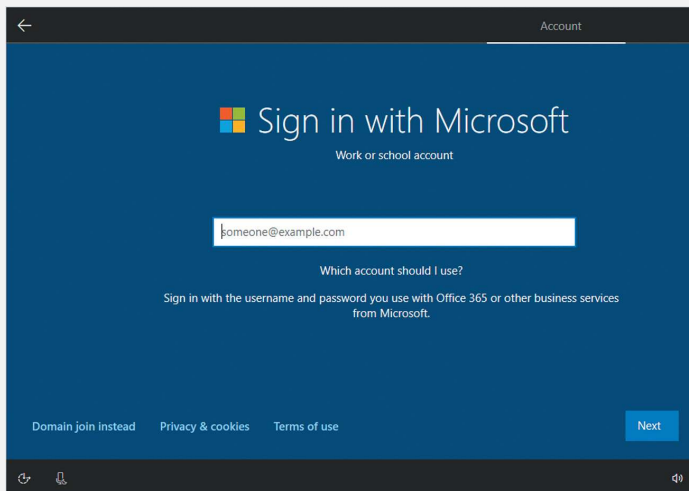 Account
Sign in with Microsoft
Work or school account
someone@example.com
Which account should I use?
Sign in with the username and password you use with Office 365 or other business services
from Microsoft.
Domain join instead Privacy & cookies Terms of use Next